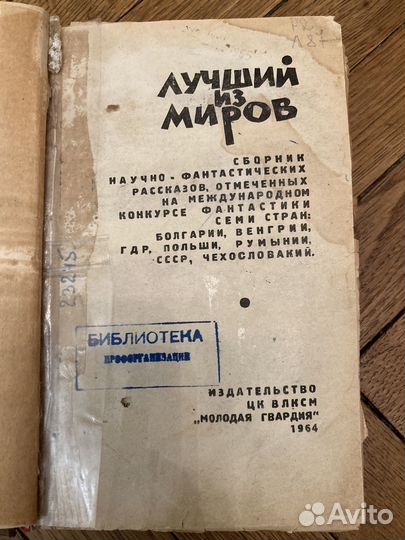 Л87
ЛУЧШИЙ
ИЗ
МИРОВ
СБОРНИК
НАУЧНО-ФАНТАСТИЧЕСКИХ
РАССКАЗОВ, ОТМЕЧЕННЫХ
НА МЕЖДУНАРОДНОМ
КОНКУРСЕ ФАНТАСТИКИ
СЕМИ СТРАН:
БОЛГАРИИ, ВЕНГРИИ,
ГДР, ПОЛЬШИ, РУМЫНИИ,
СССР, ЧЕХОСЛОВАКИИ.
БИБЛИОТЕКА
ПРОФОРГАНИЗАЦИИ
ИЗДАТЕЛЬСТВО
ЦК ВЛКСМ
„МОЛОДАЯ ГВАРДИЯ"
1964
Avito